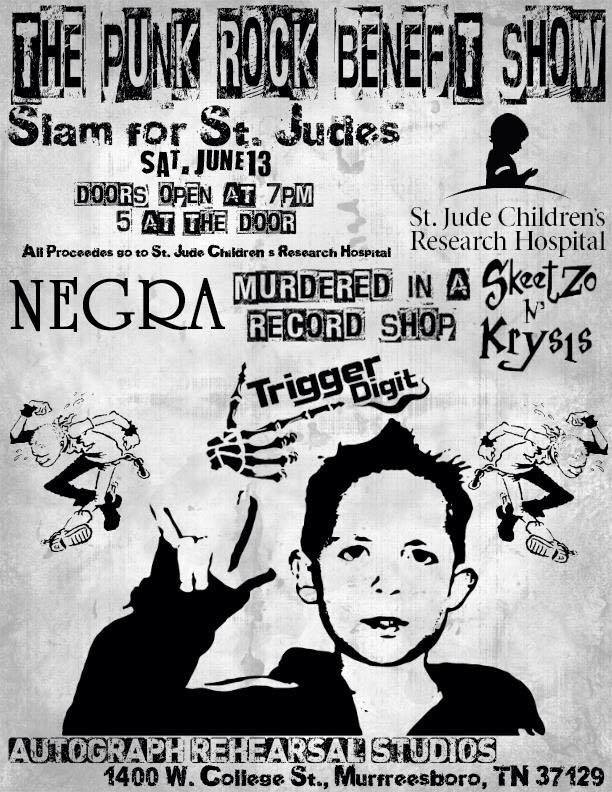 THE PUNK ROCK BENEFIT SHOW
Slam for St. Judes
SAT, JUNE 13
DOORS OPEN AT 7PM
5 AT THE DOOR
All Proceedes go to St. Jude Children s Research Hospital
St. Jude Children's
Research Hospital
NEGRA
MURDERED IN A
RECORD SHOP
Skeetzo
N'
Krysis
Trigger
Digit
AUTOGRAPH REHEARSAL STUDIOS
1400 W. College St., Murfreesboro, TN 37129